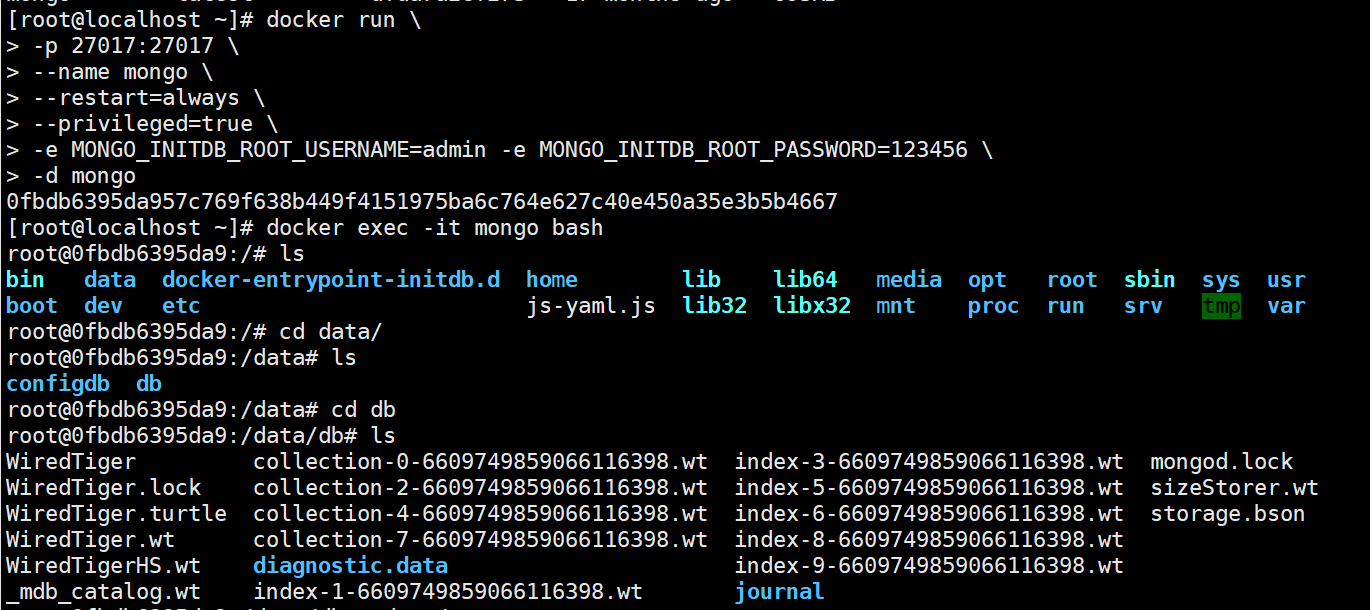 [root@localhost ~]# docker run \
> -p 27017:27017 \
> --name mongo \
> --restart=always \
> --privileged=true \
> -e MONGO_INITDB_ROOT_USERNAME=admin -e MONGO_INITDB_ROOT_PASSWORD=123456 \
> -d mongo
0fbdb6395da957c769f638b449f4151975ba6c764e627c40e450a35e3b5b4667
[root@localhost ~]# docker exec -it mongo bash
root@0fbdb6395da9:/# ls
bin data docker-entrypoint-initdb.d home lib lib64 media opt root sbin sys usr
boot dev etc js-yaml.js lib32 libx32 mnt proc run srv tmp var
root@0fbdb6395da9:/# cd data/
root@0fbdb6395da9:/data# ls
configdb db
root@0fbdb6395da9:/data# cd db
root@0fbdb6395da9:/data/db# ls
WiredTiger collection-0-6609749859066116398.wt index-3-6609749859066116398.wt mongod.lock
WiredTiger.lock collection-2-6609749859066116398.wt index-5-6609749859066116398.wt sizeStorer.wt
WiredTiger.turtle collection-4-6609749859066116398.wt index-6-6609749859066116398.wt storage.bson
WiredTiger.wt collection-7-6609749859066116398.wt index-8-6609749859066116398.wt
WiredTigerHS.wt diagnostic.data index-9-6609749859066116398.wt
_mdb_catalog.wt index-1-6609749859066116398.wt journal